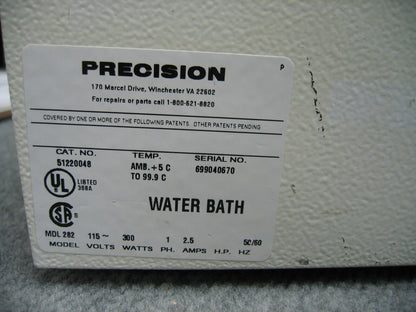 PRECISION
P
170 Marcel Drive, Winchester VA 22602
For repairs or parts call 1-800-621-8820
COVERED BY ONE OR MORE OF THE FOLLOWING PATENTS. OTHER PATENTS PENDING
CAT. NO. TEMP. SERIAL NO.
51220048 AMB. +5 C 699040670
TO 99.9 C
UL LISTED
388A
SA WATER BATH
MDL 282 115~ 300 1 2.5 50/60
MODEL VOLTS WATTS PH. AMPS H.P. HZ